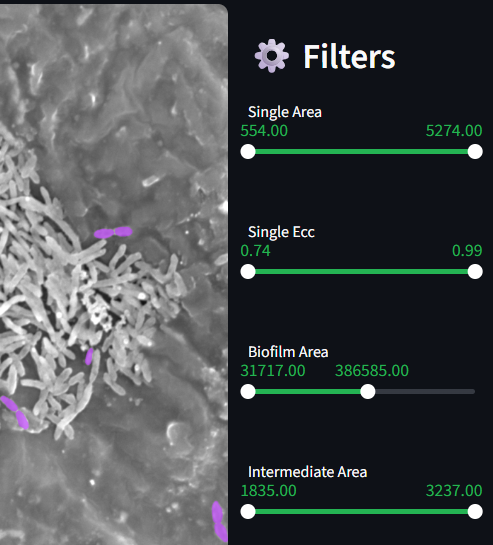 Filters
Single Area
554.00 5274.00
Single Ecc
0.74 0.99
Biofilm Area
31717.00 386585.00
Intermediate Area
1835.00 3237.00